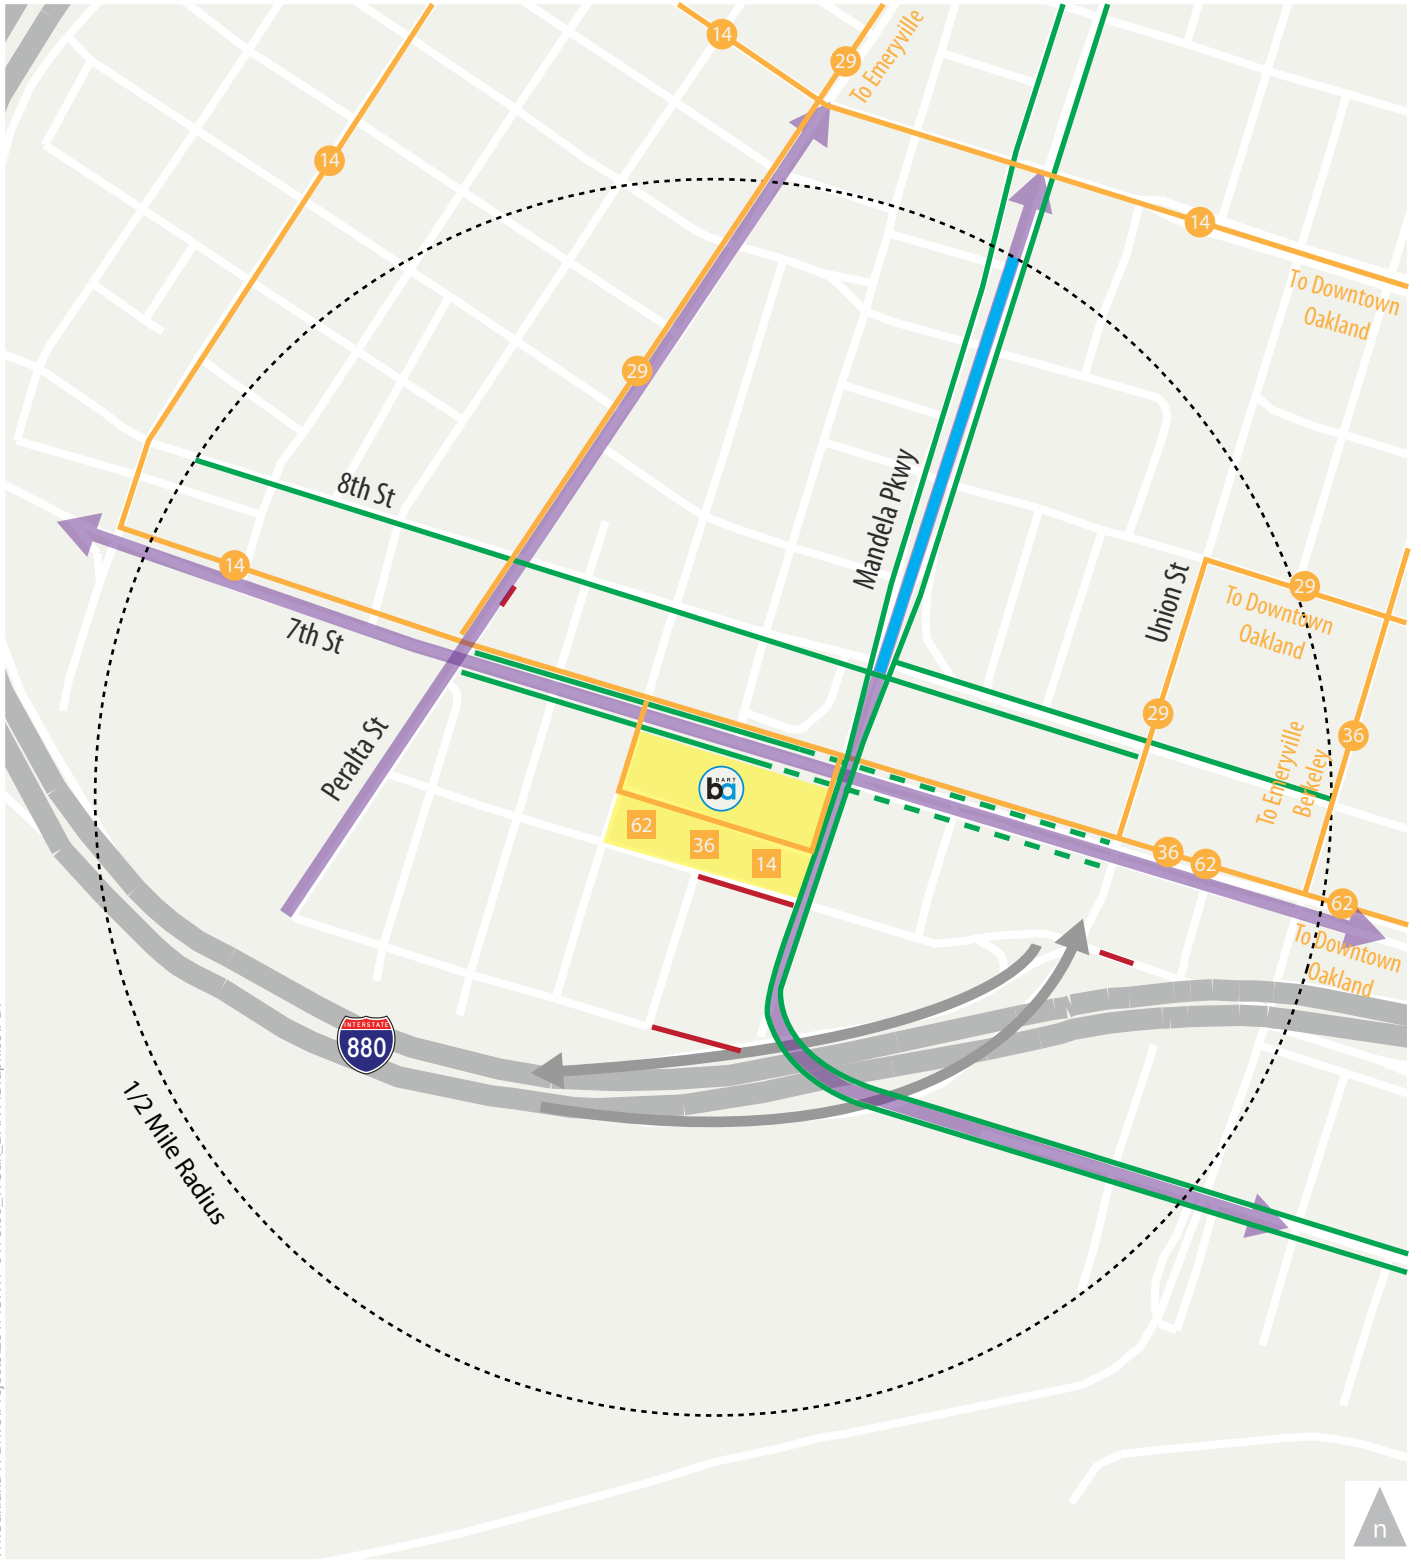 14
29
To Emeryville
14
14
To Downtown
Oakland
29
8th St
Mandela Pkwy
14
7th St
Union St
29
To Downtown
Oakland
Peralta St
29
36
To Emeryville
Berkeley
BART
ba
62
36
14
36
62
62
To Downtown
Oakland
INTERSTATE
880
1/2 Mile Radius
n